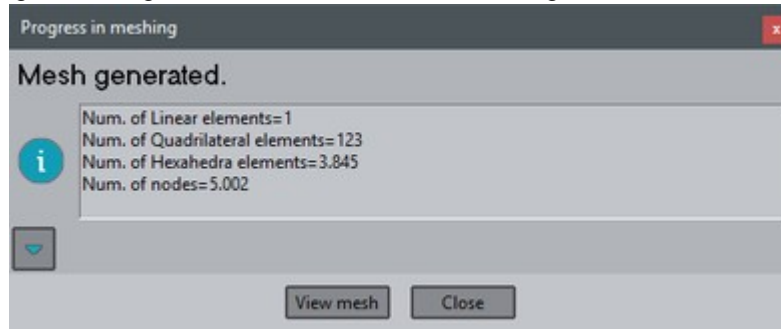 Progress in meshing
x
Mesh generated.
i
Num. of Linear elements=1
Num. of Quadrilateral elements=123
Num. of Hexahedra elements=3.845
Num. of nodes=5.002
View mesh
Close